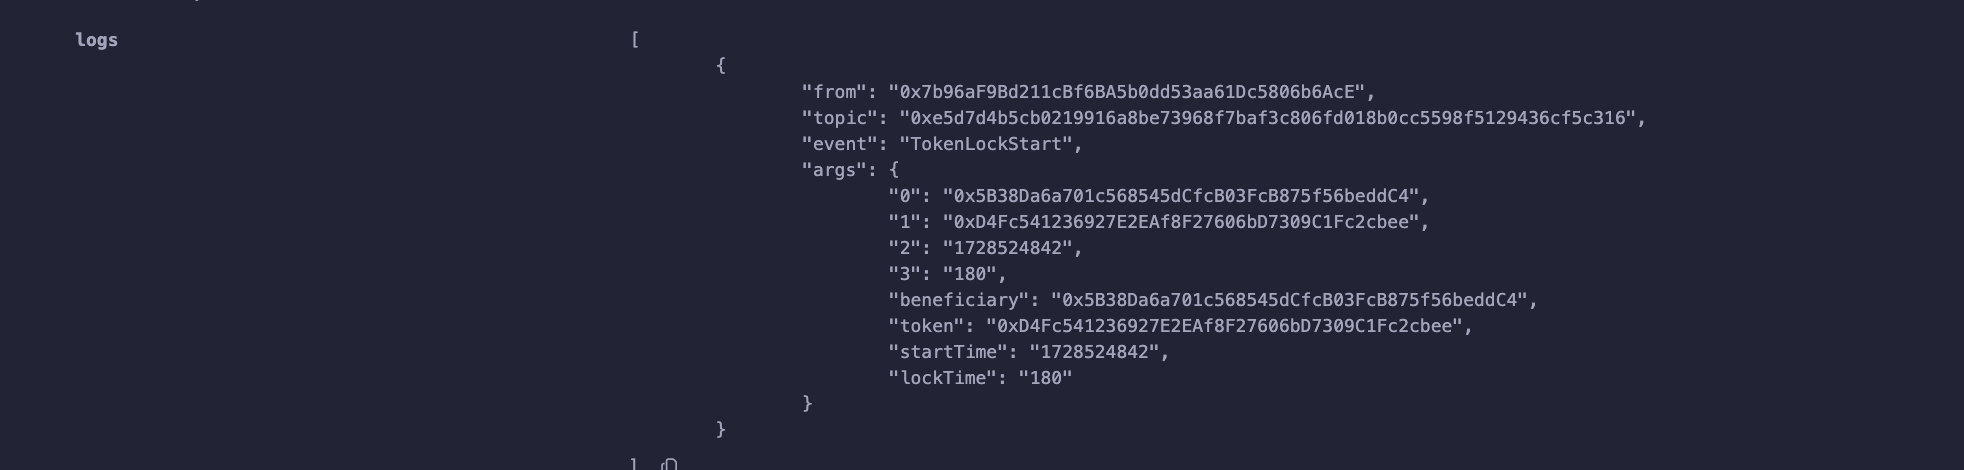 logs [
{
"from": "0x7b96aF9Bd211cBf6BA5b0dd53aa61Dc5806b6AcE",
"topic": "0xe5d7d4b5cb0219916a8be73968f7baf3c806fd018b0cc5598f5129436cf5c316",
"event": "TokenLockStart",
"args": {
"0": "0x5B38Da6a701c568545dCfcB03FcB875f56beddC4",
"1": "0xD4Fc541236927E2EAf8F27606bD7309C1Fc2cbee",
"2": "1728524842",
"3": "180",
"beneficiary": "0x5B38Da6a701c568545dCfcB03FcB875f56beddC4",
"token": "0xD4Fc541236927E2EAf8F27606bD7309C1Fc2cbee",
"startTime": "1728524842",
"lockTime": "180"
}
}
]